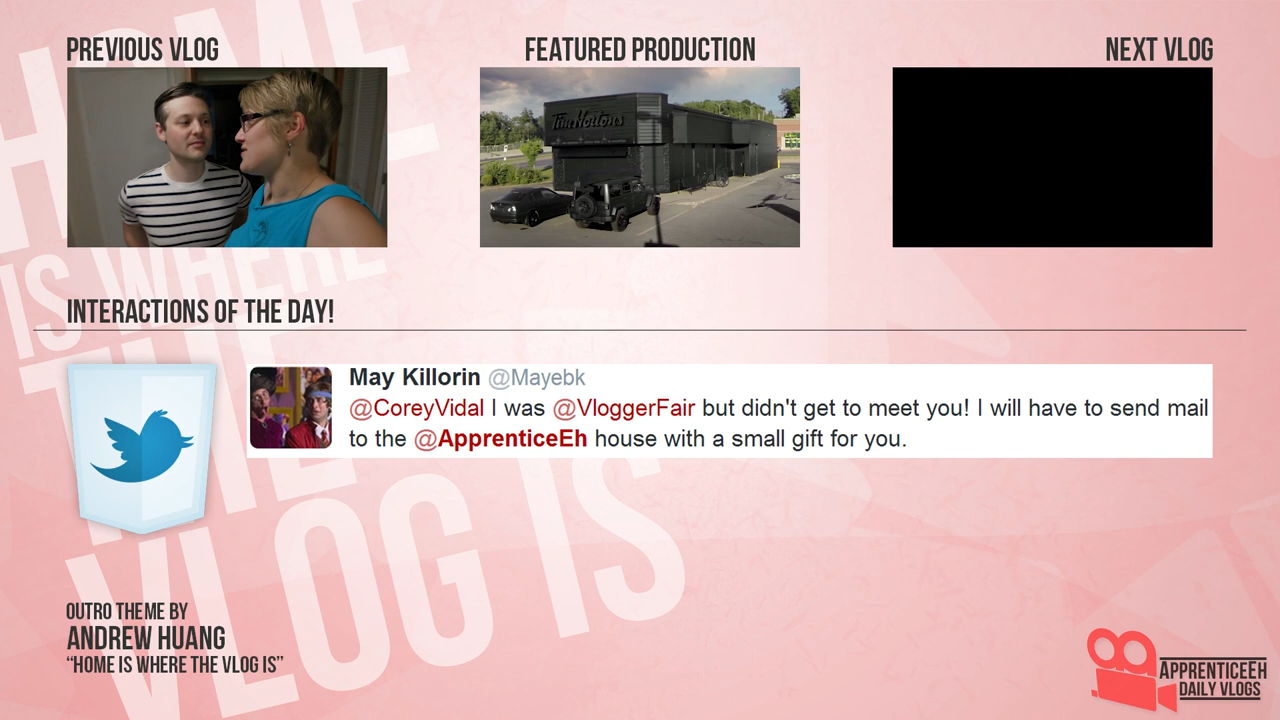 PREVIOUS VLOG
FEATURED PRODUCTION
NEXT VLOG
Tim Hortons
HOME
IS WHERE
THE
VLOG IS
INTERACTIONS OF THE DAY!
May Killorin @Mayebk
@CoreyVidal I was @VloggerFair but didn't get to meet you! I will have to send mail
to the @ApprenticeEh house with a small gift for you.
OUTRO THEME BY
ANDREW HUANG
“HOME IS WHERE THE VLOG IS”
APPRENTICEEH
DAILY VLOGS